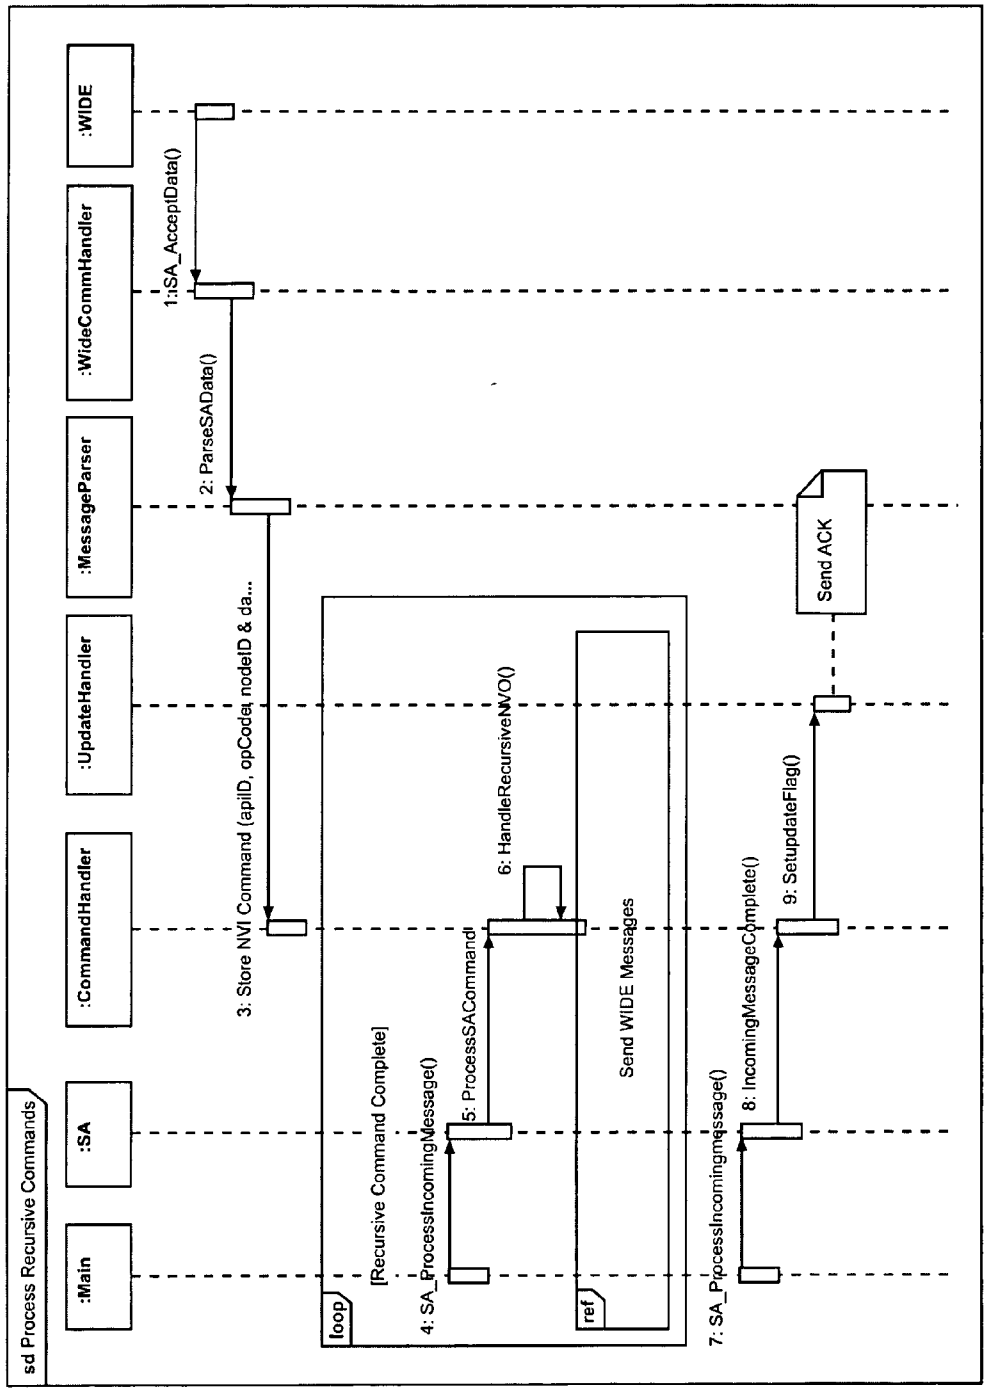 sd Process Recursive Commands
:Main
:SA
:CommandHandler
:UpdateHandler
:MessageParser
:WideCommHandler
:WIDE
1:iSA_AcceptData()
2: ParseSAData()
3: Store NVI Command (apiID, opCode, nodeID & da...
loop
[Recursive Command Complete]
4: SA_ProcessIncomingMessage()
5: ProcessSACommand
6: HandleRecursiveNVO()
ref
Send WIDE Messages
7: SA_ProcessIncomingmessage()
8: IncomingMessageComplete()
9: SetupdateFlag()
Send ACK